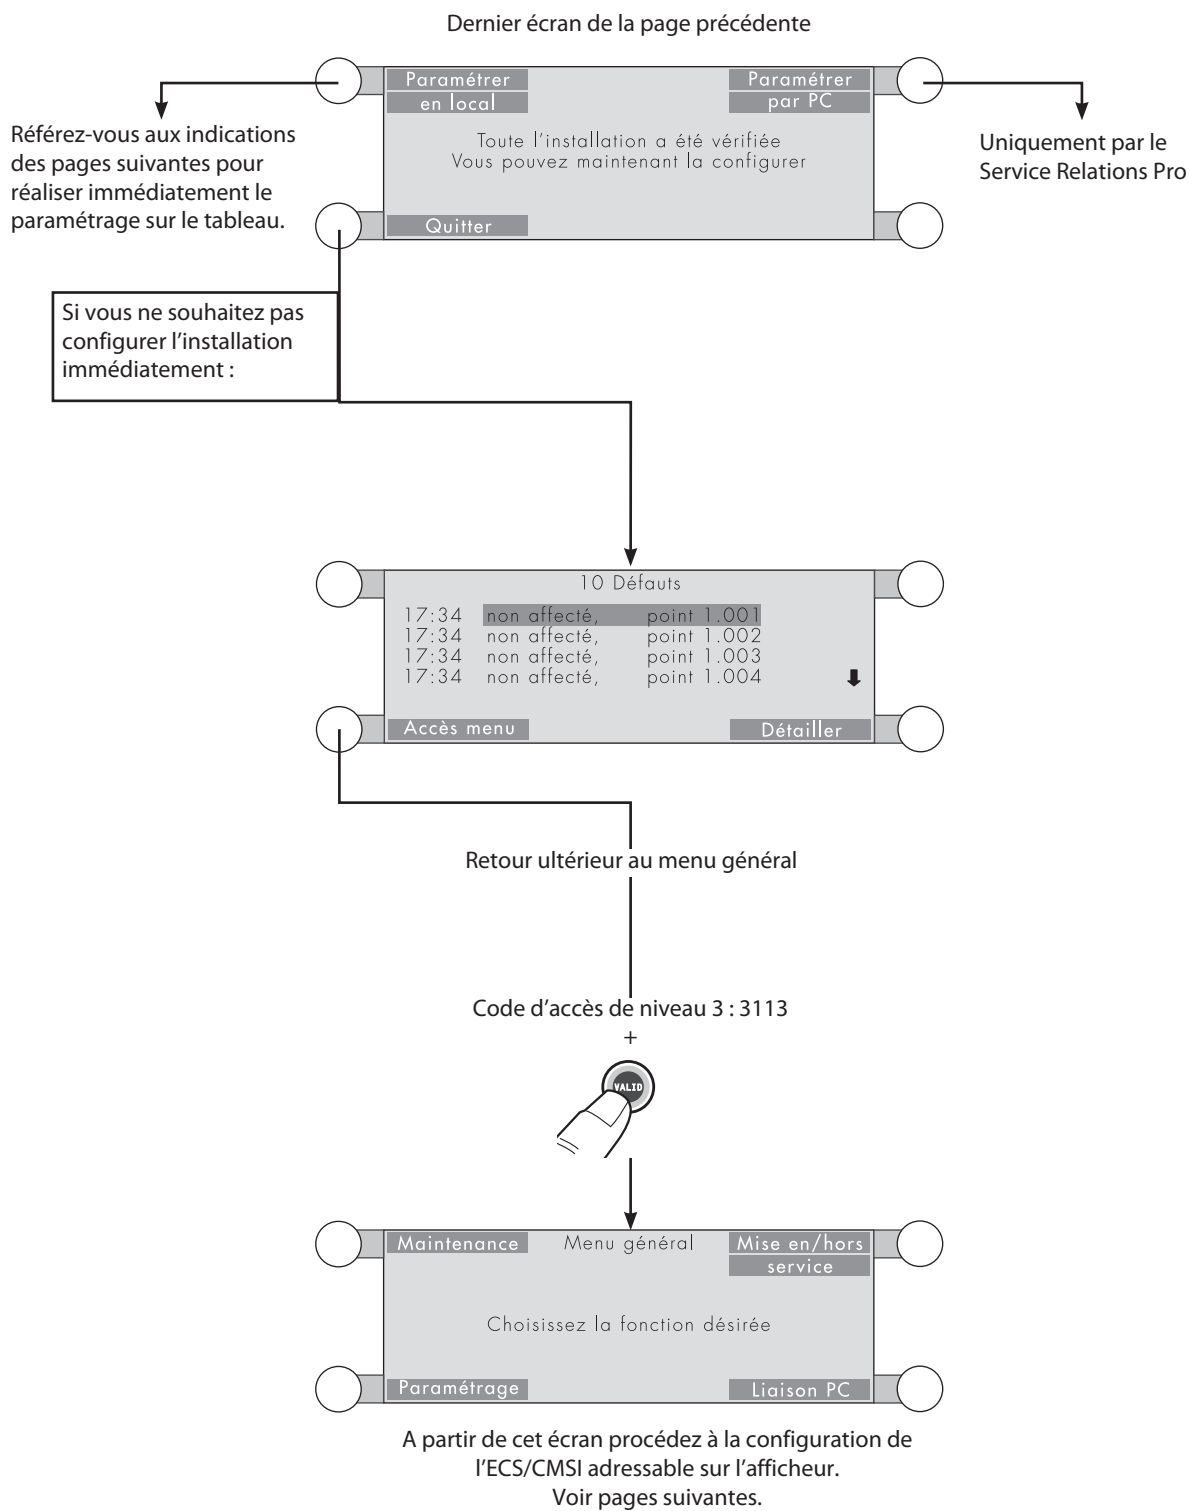 Dernier écran de la page précédente
Paramétrer
en local
Paramétrer
par PC
Toute l'installation a été vérifiée
Vous pouvez maintenant la configurer
Quitter
Référez-vous aux indications
des pages suivantes pour
réaliser immédiatement le
paramétrage sur le tableau.
Uniquement par le
Service Relations Pro
Si vous ne souhaitez pas
configurer l'installation
immédiatement :
10 Défauts
17:34 non affecté, point 1.001
17:34 non affecté, point 1.002
17:34 non affecté, point 1.003
17:34 non affecté, point 1.004
Accès menu
Détailler
Retour ultérieur au menu général
Code d'accès de niveau 3 : 3113
+
VALID
Maintenance
Menu général
Mise en/hors
service
Choisissez la fonction désirée
Paramétrage
Liaison PC
A partir de cet écran procédez à la configuration de
l'ECS/CMSI adressable sur l'afficheur.
Voir pages suivantes.